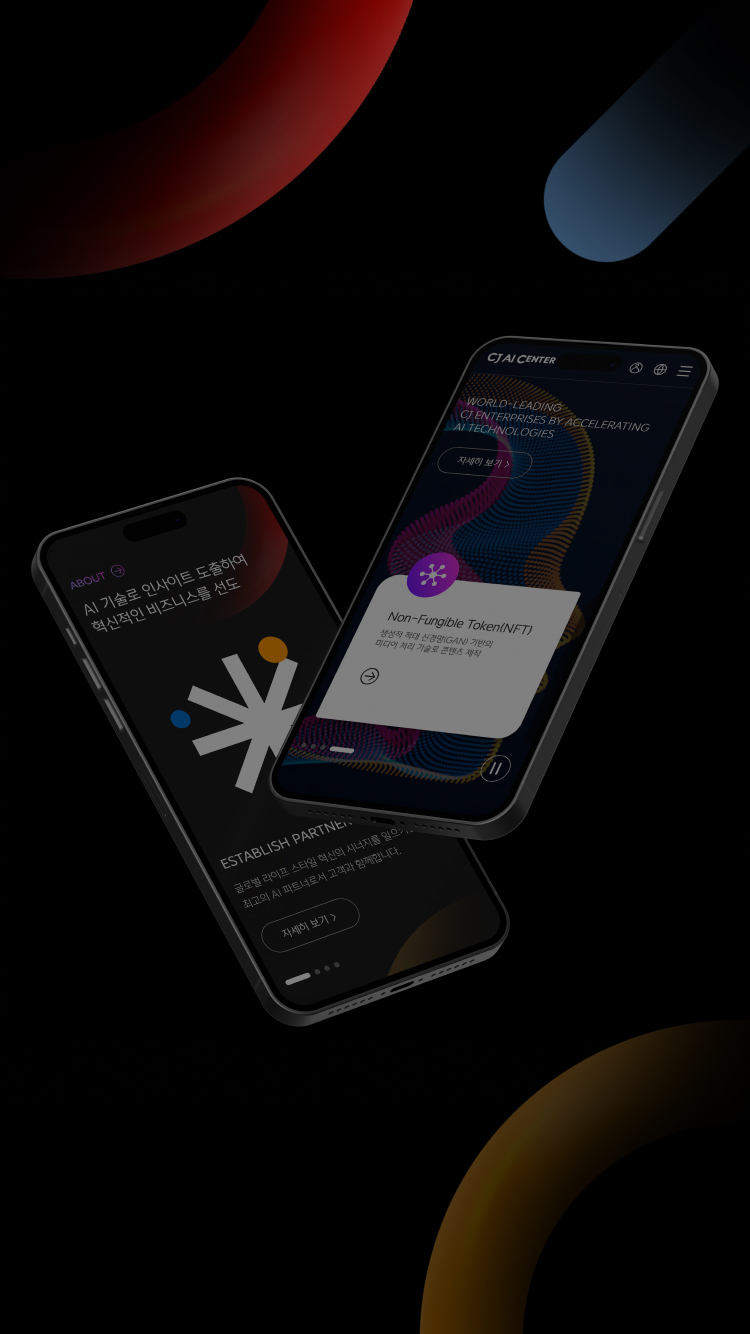 CJ AI CENTER
WORLD-LEADING
CJ ENTERPRISES BY ACCELERATING
AI TECHNOLOGIES
자세히 보기
Non-Fungible Token(NFT)
생성적 적대 신경망(GAN) 기반의
미디어 처리 기술로 콘텐츠 제작
ABOUT
AI 기술로 인사이트 도출하여
혁신적인 비즈니스를 선도
ESTABLISH
글로벌 라이프 스타일 혁신의 시너지를
최고의 AI 파트너로서 고객과 함께합니다.
자세히 보기